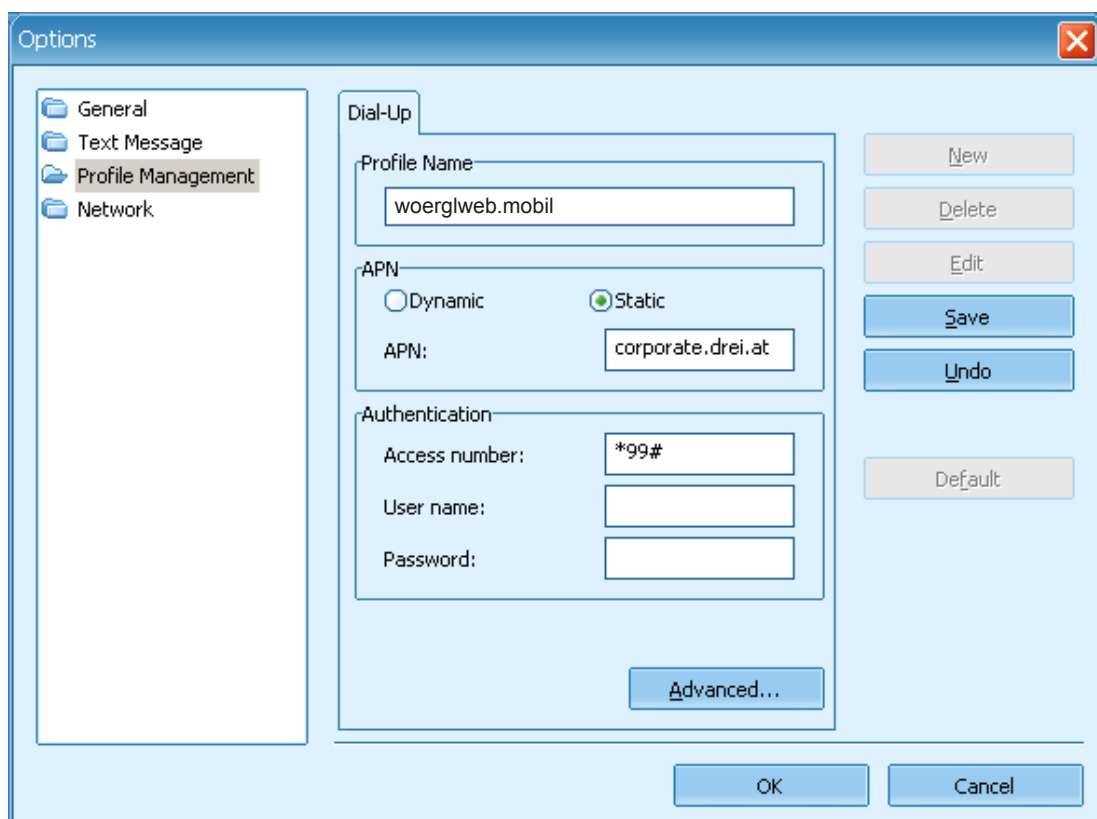 Options
General
Text Message
Profile Management
Network
Dial-Up
Profile Name
woerglweb.mobil
APN
Dynamic Static
APN: corporate.drei.at
Authentication
Access number: *99#
User name:
Password:
Advanced...
New
Delete
Edit
Save
Undo
Default
OK Cancel